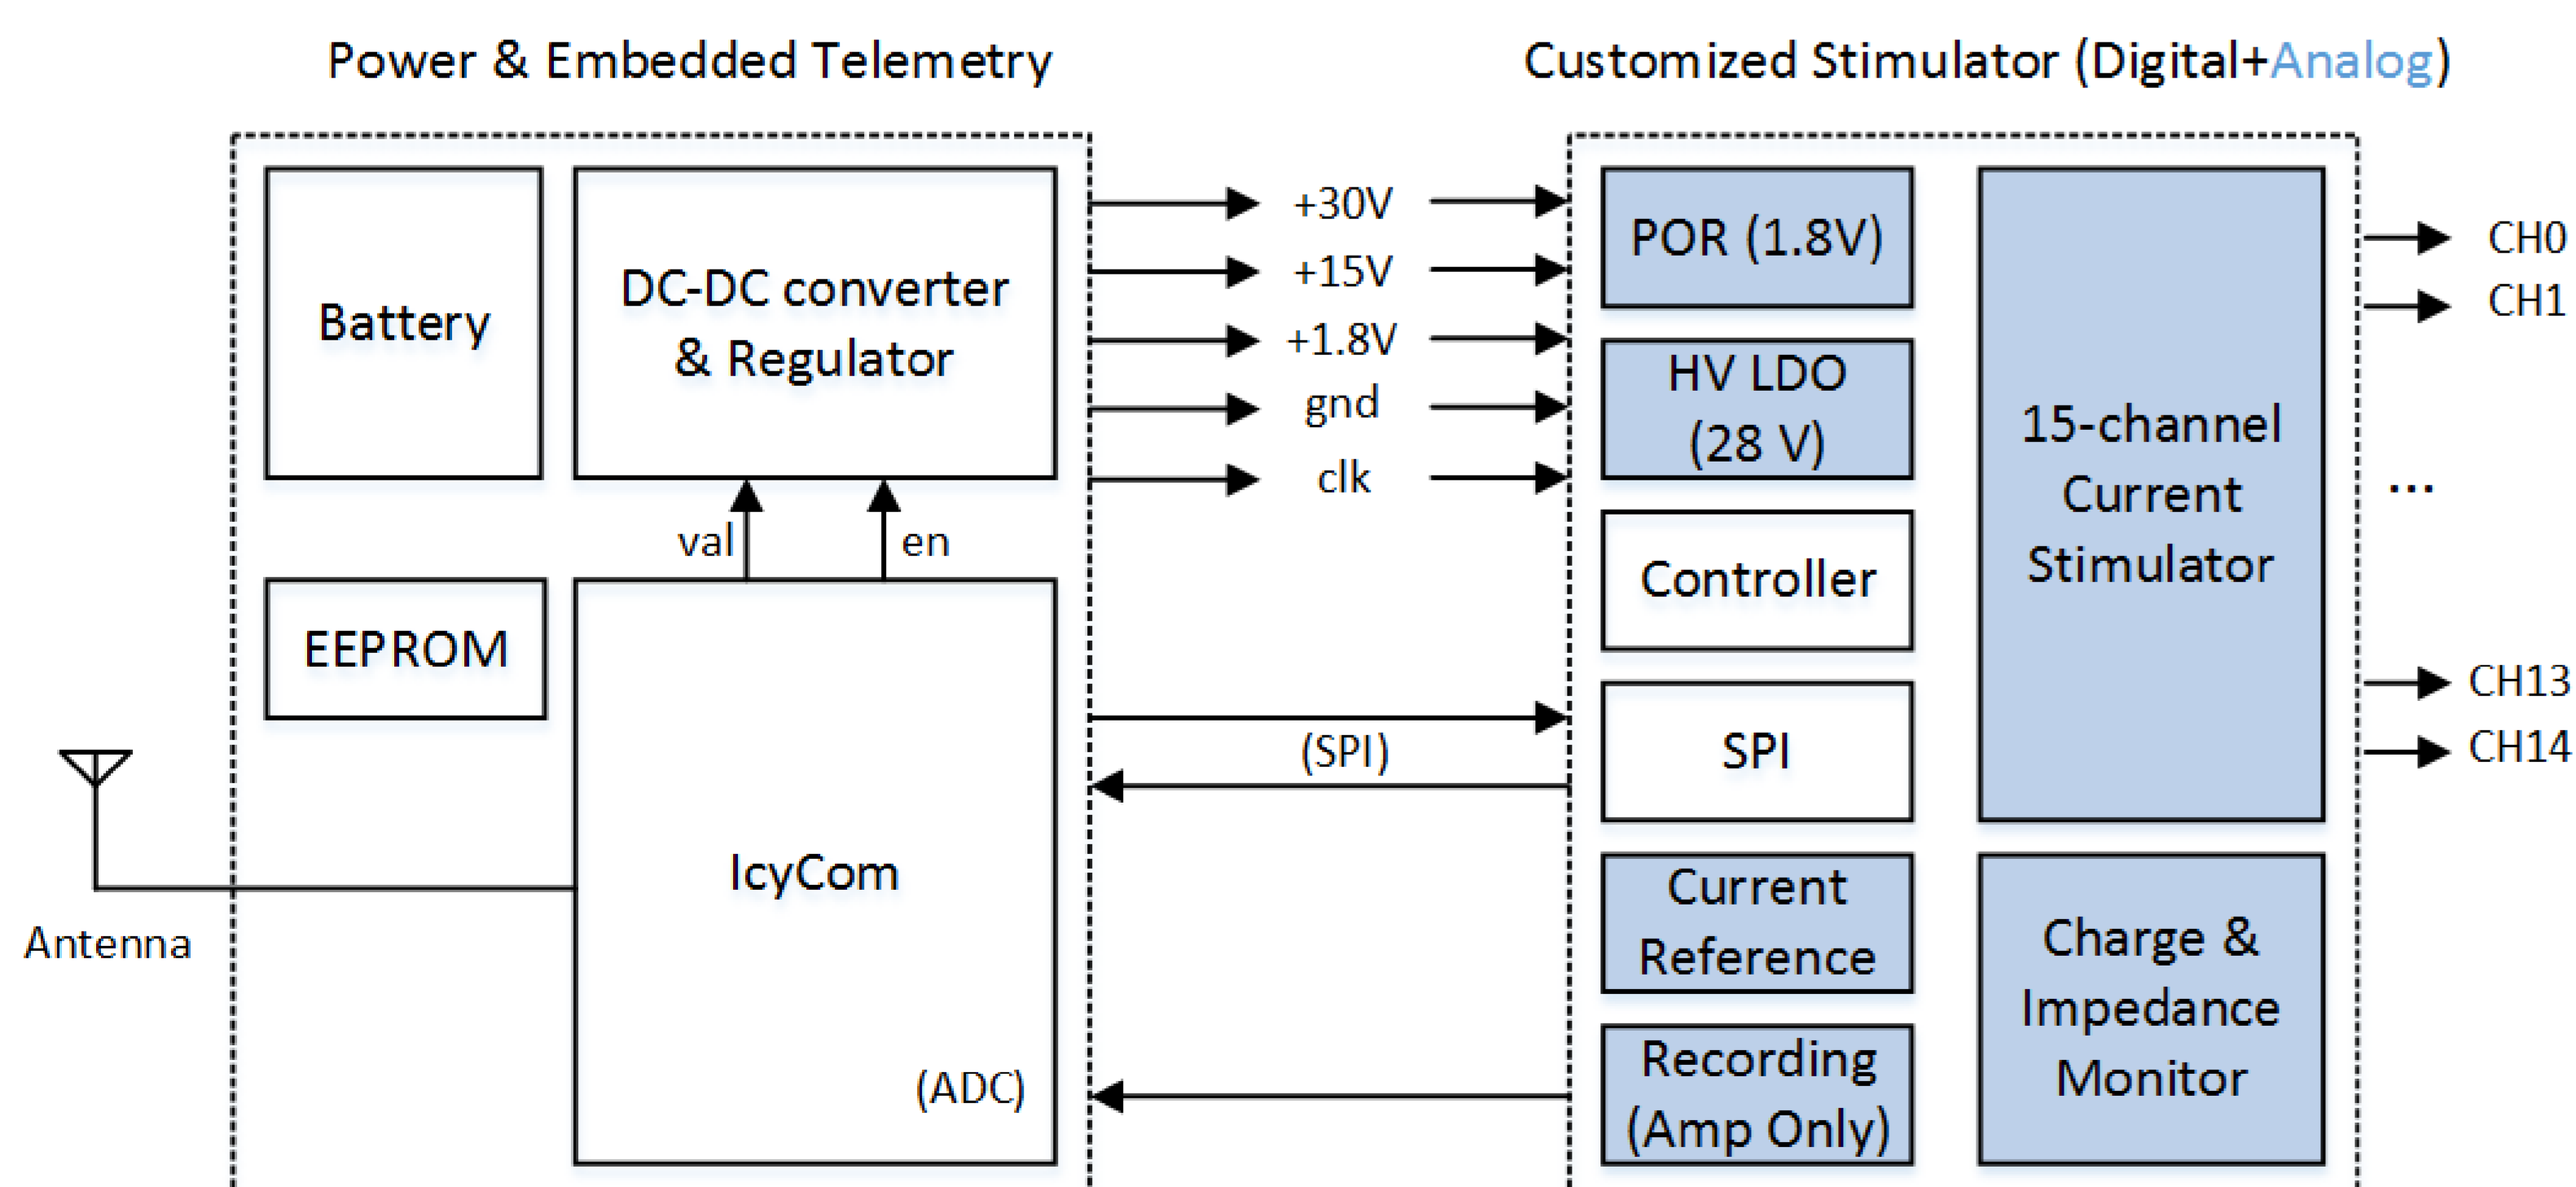 Power & Embedded Telemetry
Customized Stimulator (Digital+Analog)
Battery
DC-DC converter
& Regulator
val
en
EEPROM
IcyCom
(ADC)
Antenna
+30V
+15V
+1.8V
gnd
clk
(SPI)
POR (1.8V)
HV LDO
(28 V)
Controller
SPI
Current
Reference
Recording
(Amp Only)
15-channel
Current
Stimulator
Charge &
Impedance
Monitor
CH0
CH1
...
CH13
CH14